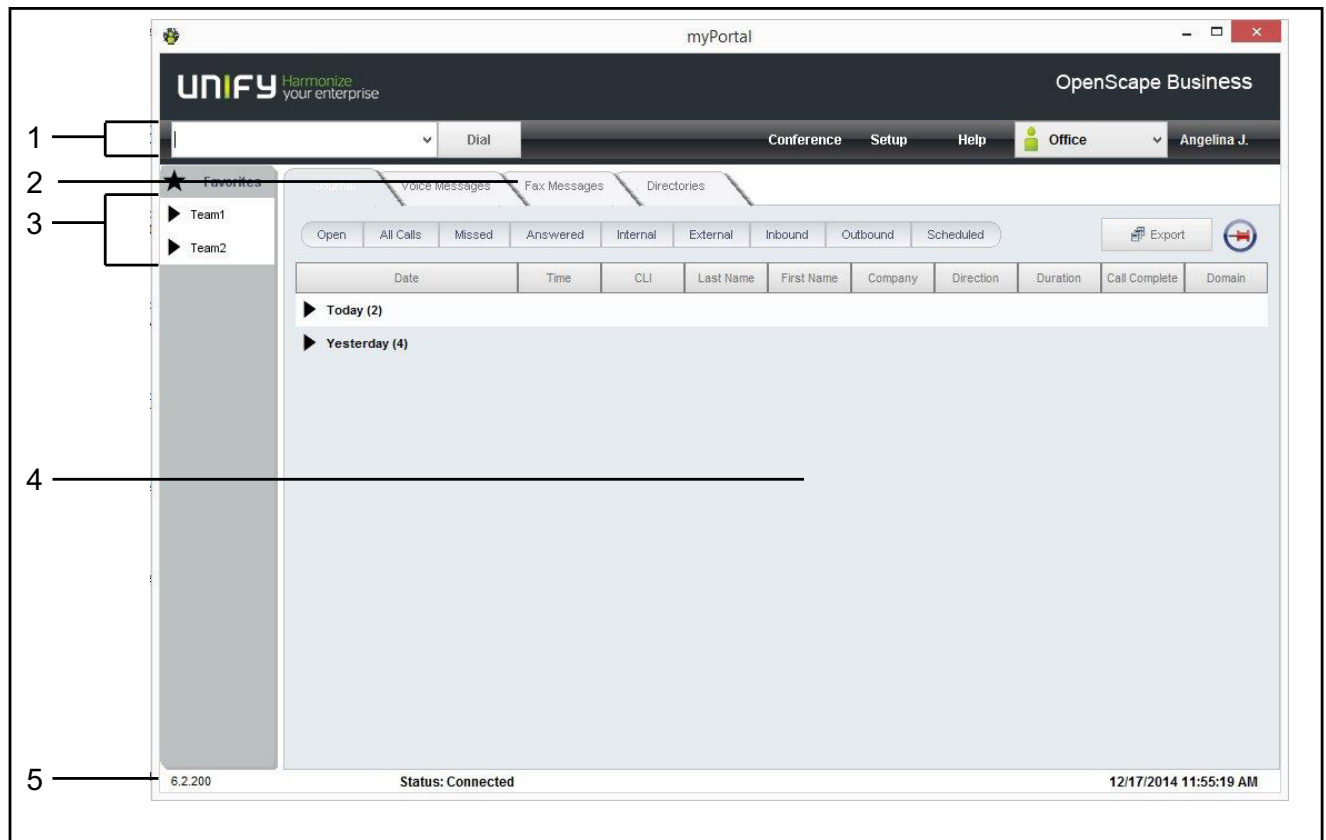 myPortal
UNIFY Harmonize
your enterprise
OpenScape Business
1
Dial
Conference Setup Help Office Angelina J.
2
Favorites
Journal Voice Messages Fax Messages Directories
3
Team1
Team2
Open All Calls Missed Answered Internal External Inbound Outbound Scheduled
Export
Date Time CLI Last Name First Name Company Direction Duration Call Complete Domain
Today (2)
Yesterday (4)
4
5
6.2.200
Status: Connected
12/17/2014 11:55:19 AM